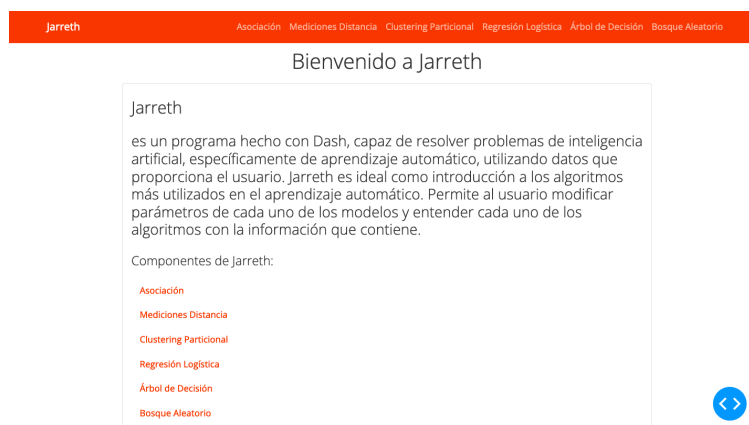 Jarreth Asociación Mediciones Distancia Clustering Particional Regresión Logística Árbol de Decisión Bosque Aleatorio
Bienvenido a Jarreth
Jarreth
es un programa hecho con Dash, capaz de resolver problemas de inteligencia
artificial, específicamente de aprendizaje automático, utilizando datos que
proporciona el usuario. Jarreth es ideal como introducción a los algoritmos
más utilizados en el aprendizaje automático. Permite al usuario modificar
parámetros de cada uno de los modelos y entender cada uno de los
algoritmos con la información que contiene.
Componentes de Jarreth:
Asociación
Mediciones Distancia
Clustering Particional
Regresión Logística
Árbol de Decisión
Bosque Aleatorio